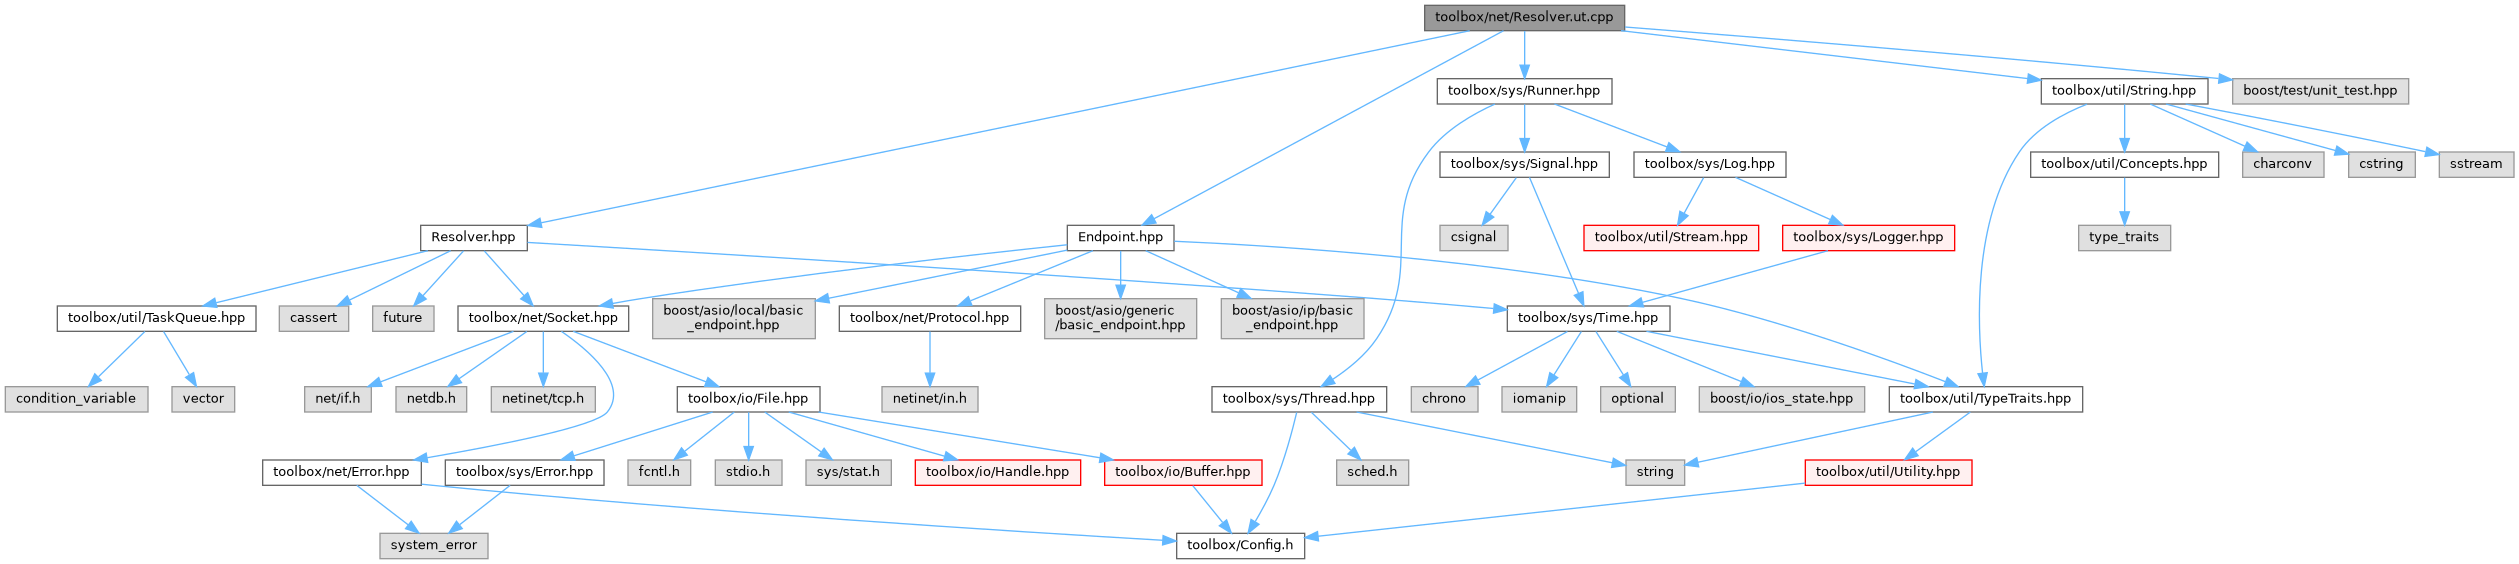 toolbox/net/Resolver.ut.cpp
toolbox/sys/Runner.hpp
toolbox/util/String.hpp
boost/test/unit_test.hpp
toolbox/sys/Signal.hpp
toolbox/sys/Log.hpp
toolbox/util/Concepts.hpp
charconv
cstring
sstream
Resolver.hpp
Endpoint.hpp
csignal
toolbox/util/Stream.hpp
toolbox/sys/Logger.hpp
type_traits
toolbox/util/TaskQueue.hpp
cassert
future
toolbox/net/Socket.hpp
boost/asio/local/basic
_endpoint.hpp
toolbox/net/Protocol.hpp
boost/asio/generic
/basic_endpoint.hpp
boost/asio/ip/basic
_endpoint.hpp
toolbox/sys/Time.hpp
condition_variable
vector
net/if.h
netdb.h
netinet/tcp.h
toolbox/io/File.hpp
netinet/in.h
toolbox/sys/Thread.hpp
chrono
iomanip
optional
boost/io/ios_state.hpp
toolbox/util/TypeTraits.hpp
toolbox/net/Error.hpp
toolbox/sys/Error.hpp
fcntl.h
stdio.h
sys/stat.h
toolbox/io/Handle.hpp
toolbox/io/Buffer.hpp
sched.h
string
toolbox/util/Utility.hpp
system_error
toolbox/Config.h